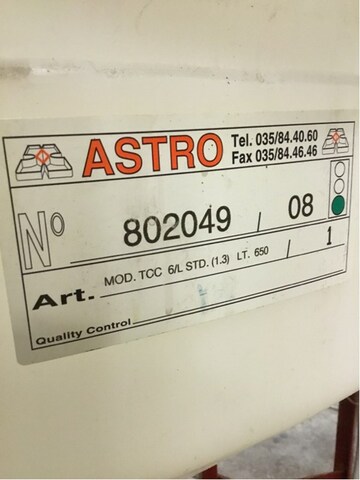 ASTRO
Tel. 035/84.40.60
Fax 035/84.46.46
Nº 802049 / 08
Art. MOD. TCC 6/L STD. (1.3) LT. 650 / 1
Quality Control